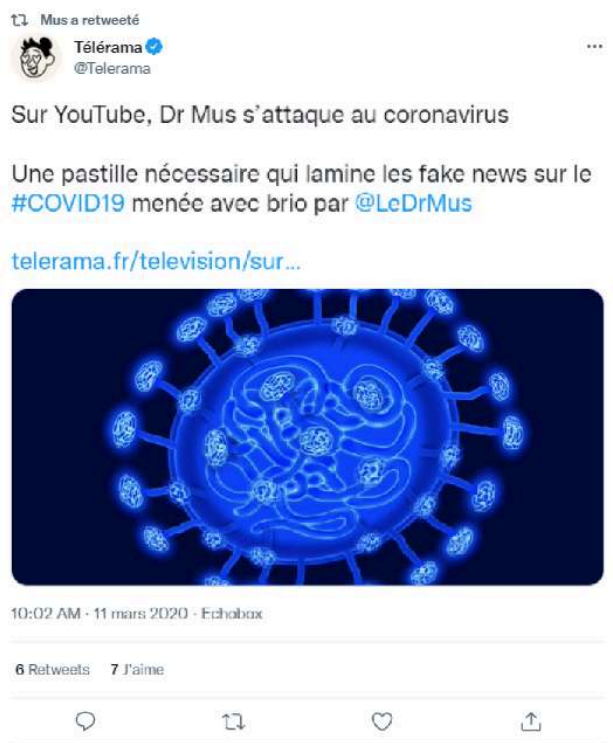 Mus a retweeté
Télérama
@Telerama
Sur YouTube, Dr Mus s'attaque au coronavirus
Une pastille nécessaire qui lamine les fake news sur le
#COVID19 menée avec brio par @LeDrMus
telerama.fr/television/sur...
10:02 AM · 11 mars 2020 · Echobox
6 Retweets 7 J'aime